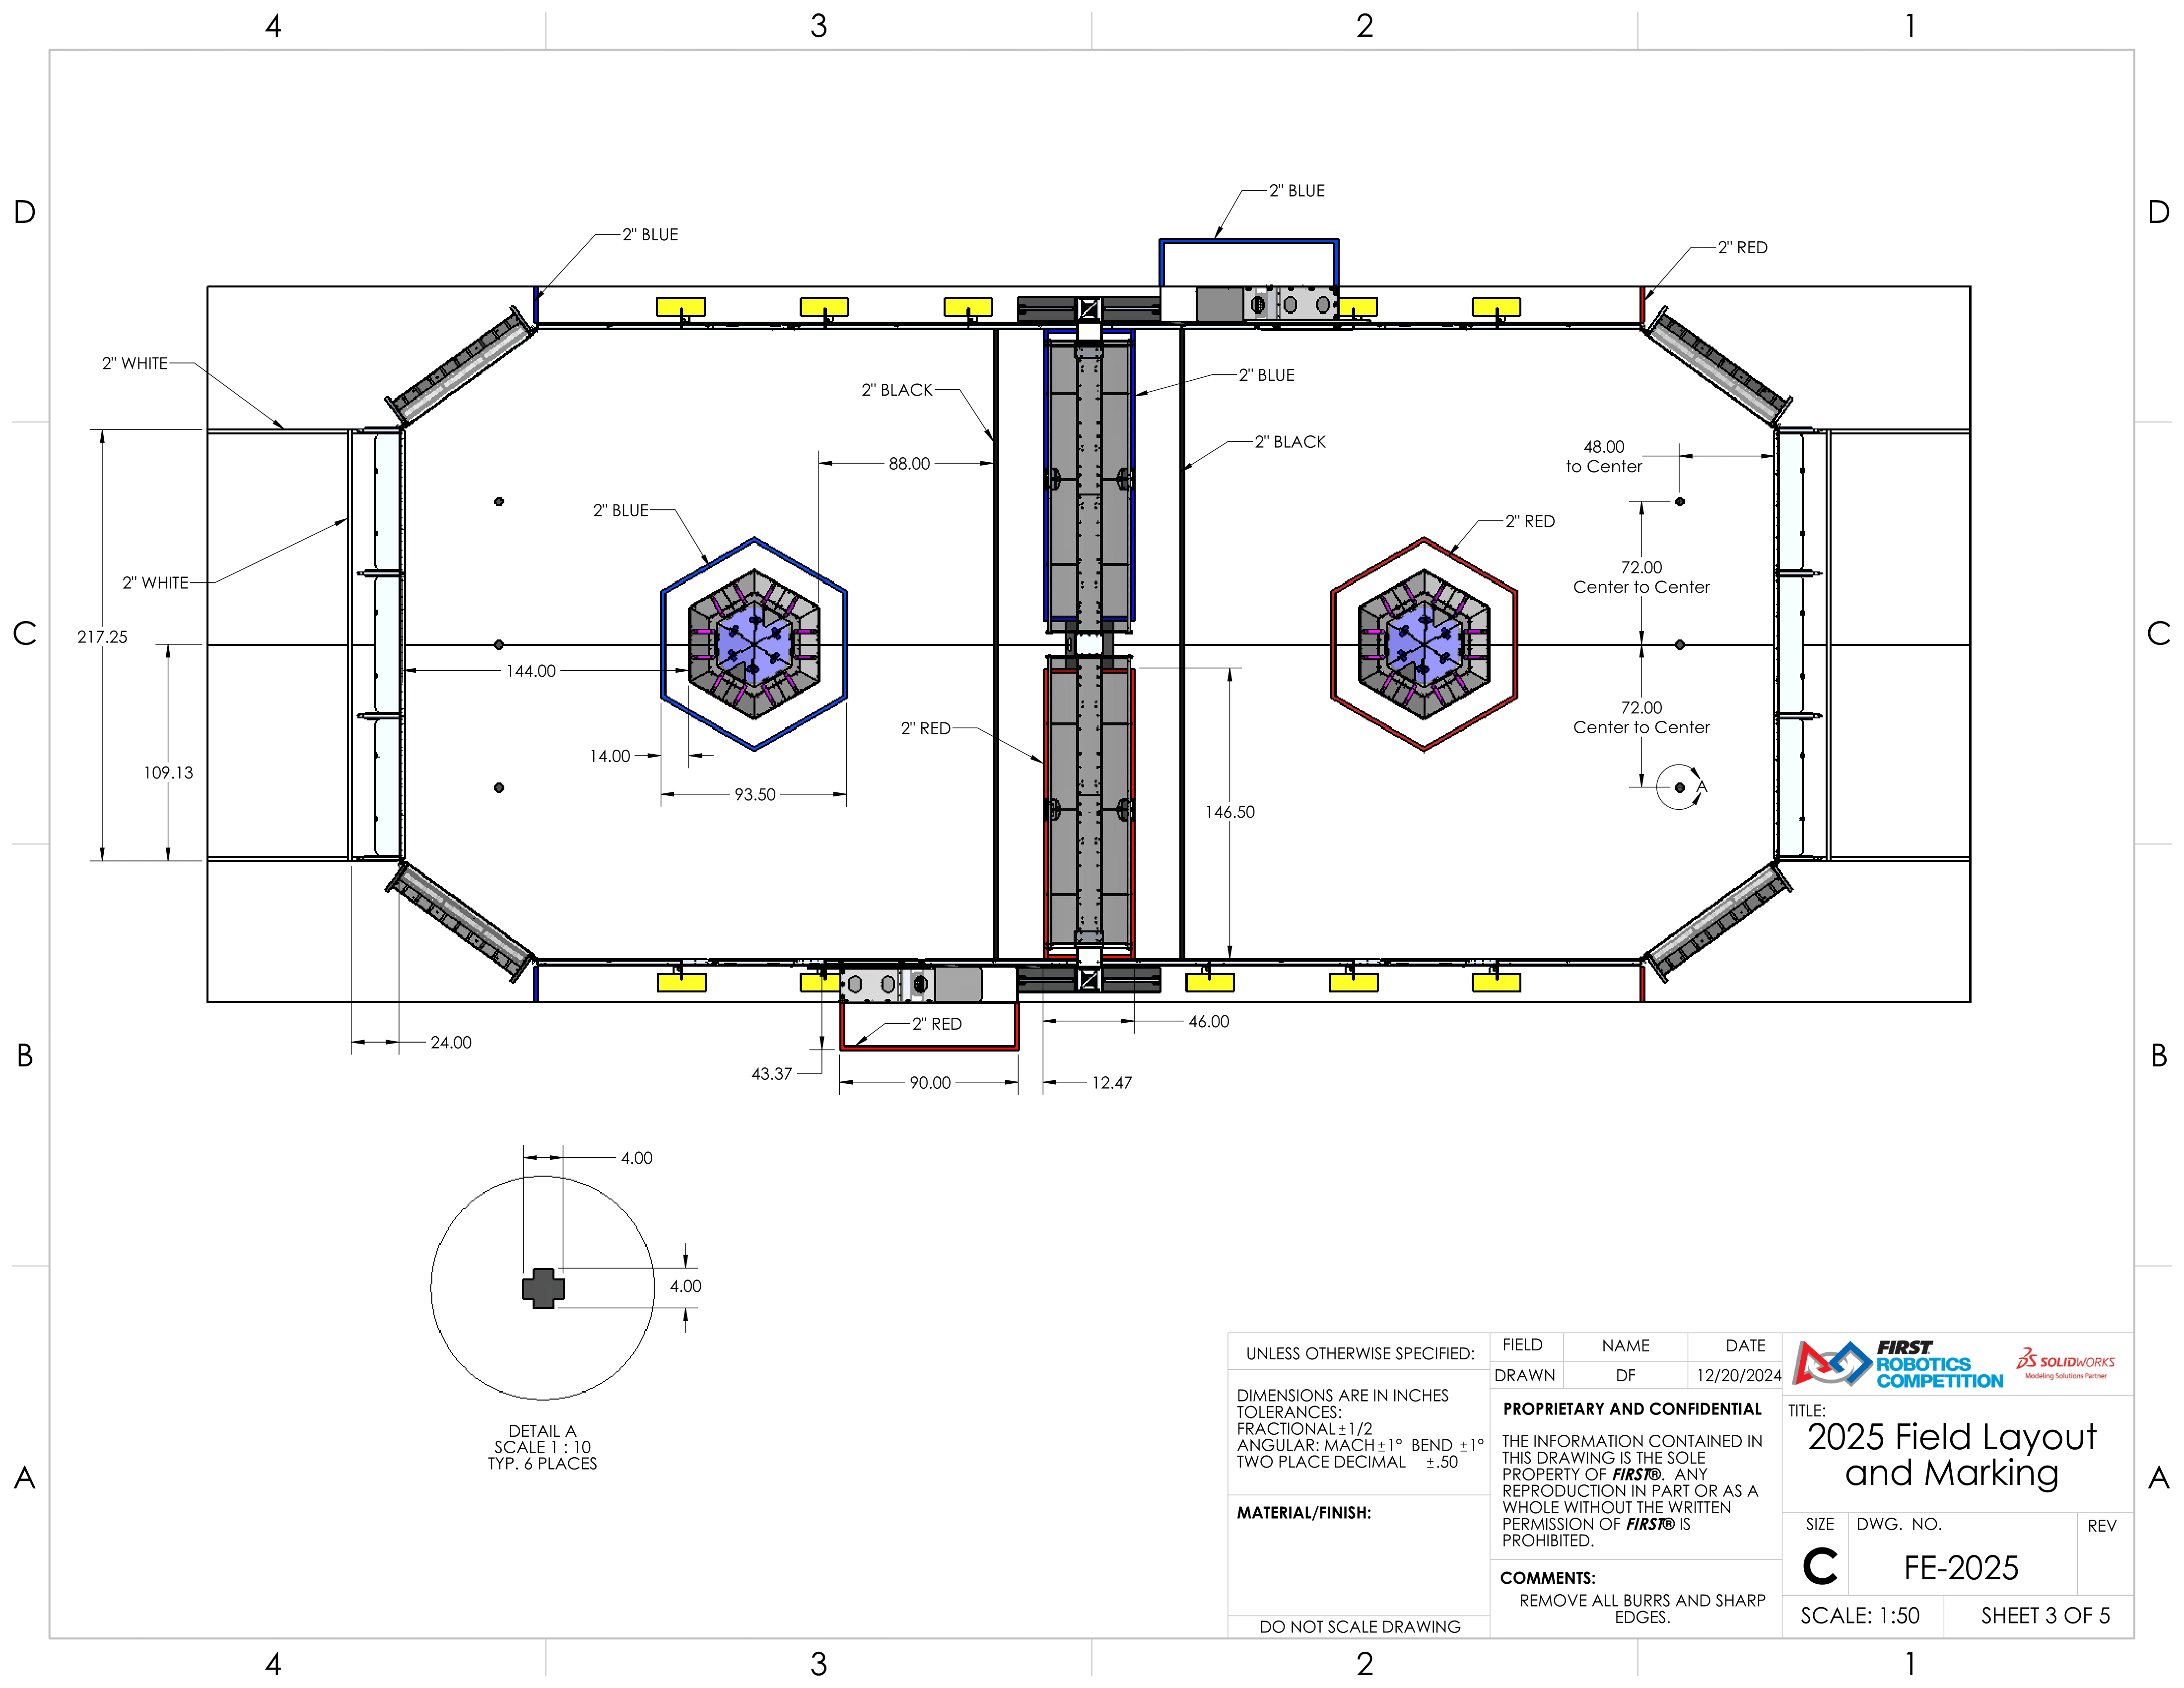 4 3 2 1
D D
2" BLUE
2" BLUE
2" RED
2" WHITE
2" BLACK
2" BLUE
2" BLACK
88.00
48.00
to Center
2" BLUE
2" RED
72.00
Center to Center
2" WHITE
C C
217.25
144.00
72.00
Center to Center
2" RED
14.00
109.13
93.50
A
146.50
2" RED
46.00
24.00
B B
43.37
90.00
12.47
4.00
4.00
DETAIL A
SCALE 1 : 10
TYP. 6 PLACES
A A
UNLESS OTHERWISE SPECIFIED:
DIMENSIONS ARE IN INCHES
TOLERANCES:
FRACTIONAL±1/2
ANGULAR: MACH±1° BEND ±1°
TWO PLACE DECIMAL ±.50
MATERIAL/FINISH:
DO NOT SCALE DRAWING
FIELD NAME DATE
DRAWN DF 12/20/2024
PROPRIETARY AND CONFIDENTIAL
THE INFORMATION CONTAINED IN
THIS DRAWING IS THE SOLE
PROPERTY OF FIRST®. ANY
REPRODUCTION IN PART OR AS A
WHOLE WITHOUT THE WRITTEN
PERMISSION OF FIRST® IS
PROHIBITED.
COMMENTS:
REMOVE ALL BURRS AND SHARP
EDGES.
FIRST
ROBOTICS
COMPETITION
SOLIDWORKS
Modeling Solutions Partner
TITLE:
2025 Field Layout
and Marking
SIZE DWG. NO. REV
C FE-2025
SCALE: 1:50 SHEET 3 OF 5
4 3 2 1